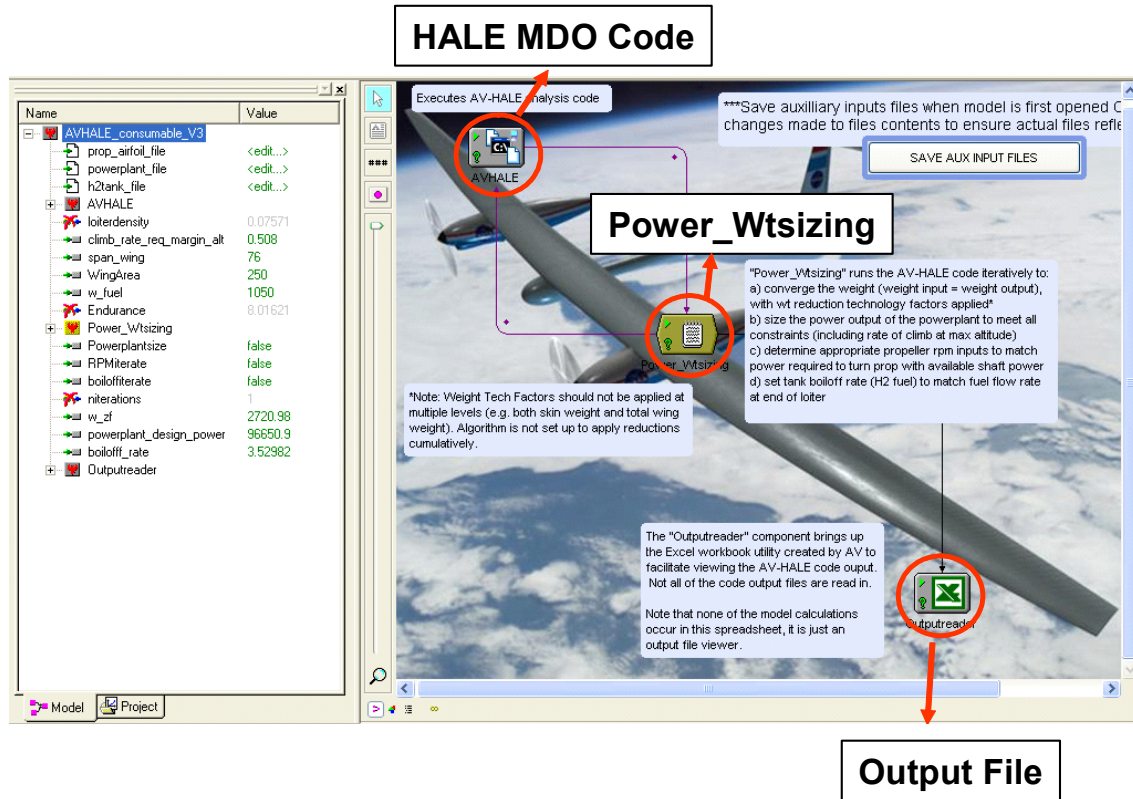 HALE MDO Code
Name Value
AVHALE_consumable_V3
prop_airfoil_file <edit...>
powerplant_file <edit...>
h2tank_file <edit...>
AVHALE
loiterdensity 0.07571
climb_rate_req_margin_alt 0.508
span_wing 76
WingArea 250
w_fuel 1050
Endurance 8.01621
Power_Wtsizing
Powerplantsize false
RPMiterate false
boiloffiterate false
niterations 1
w_zf 2720.98
powerplant_design_power 96650.9
boilofff_rate 3.52982
Outputreader
Model Project
Executes AV-HALE analysis code
AVHALE
***Save auxilliary inputs files when model is first opened
changes made to files contents to ensure actual files refle
SAVE AUX INPUT FILES
Power_Wtsizing
Power_Wtsizing
"Power_Wtsizing" runs the AV-HALE code iteratively to:
a) converge the weight (weight input = weight output),
with wt reduction technology factors applied*
b) size the power output of the powerplant to meet all
constraints (including rate of climb at max altitude)
c) determine appropriate propeller rpm inputs to match
power required to turn prop with available shaft power
d) set tank boiloff rate (H2 fuel) to match fuel flow rate
at end of loiter
*Note: Weight Tech Factors should not be applied at
multiple levels (e.g. both skin weight and total wing
weight). Algorithm is not set up to apply reductions
cumulatively.
The "Outputreader" component brings up
the Excel workbook utility created by AV to
facilitate viewing the AV-HALE code ouput.
Not all of the code output files are read in.
Note that none of the model calculations
occur in this spreadsheet, it is just an
output file viewer.
Outputreader
Output File